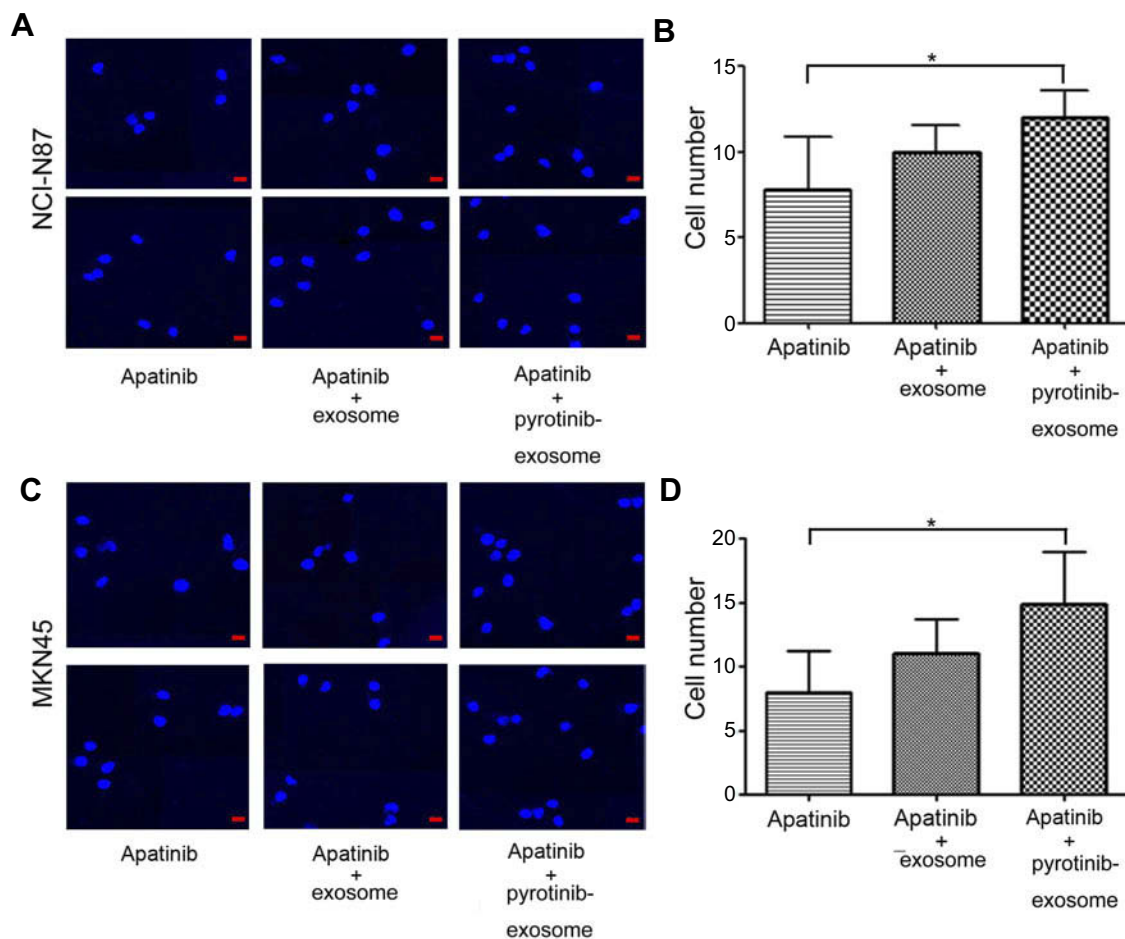 A
NCI-N87
Apatinib
Apatinib
+
exosome
Apatinib
+
pyrotinib-
exosome
B
*
15
10
5
0
Cell number
Apatinib
Apatinib
+
exosome
Apatinib
+
pyrotinib-
exosome
C
MKN45
Apatinib
Apatinib
+
exosome
Apatinib
+
pyrotinib-
exosome
D
*
20
15
10
5
0
Cell number
Apatinib
Apatinib
+
_exosome
Apatinib
+
pyrotinib-
exosome